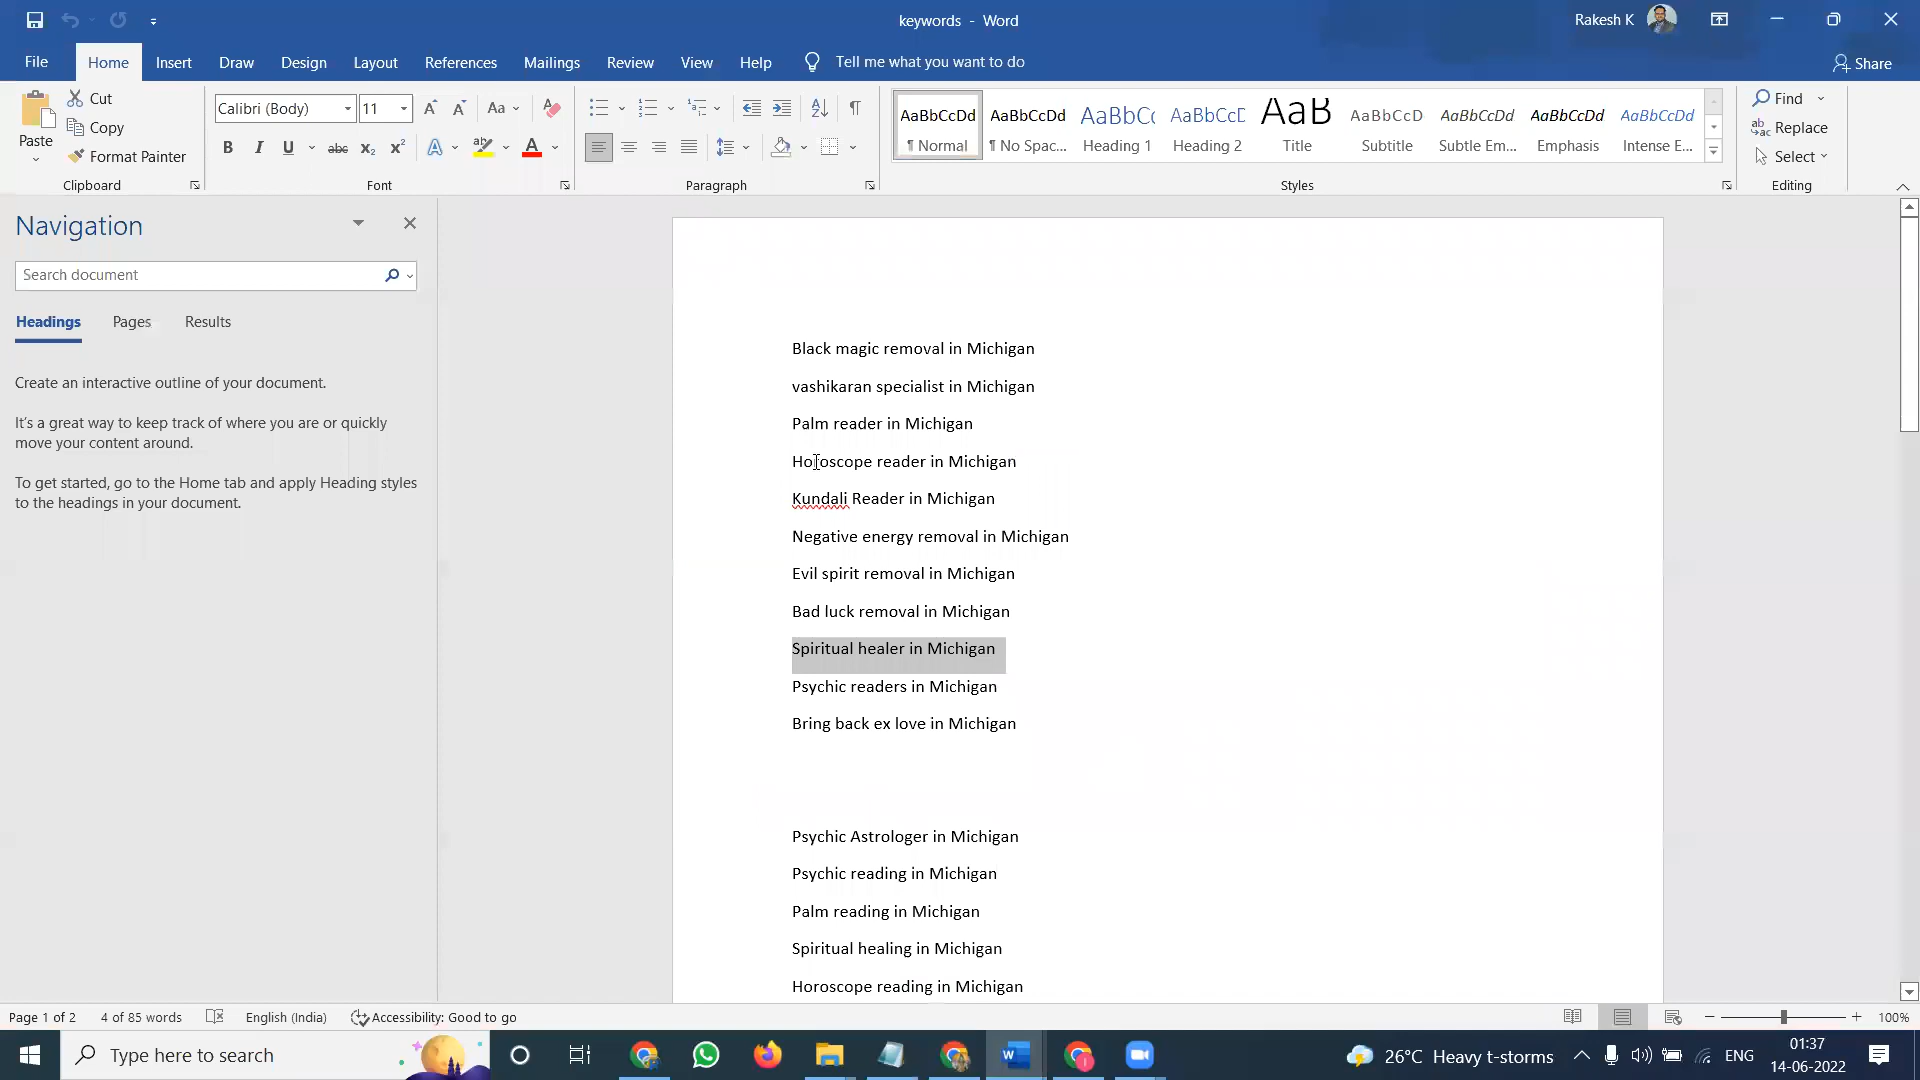 keywords - Word
Rakesh K
File Home Insert Draw Design Layout References Mailings Review View Help Tell me what you want to do
Share
Paste
Cut
Copy
Format Painter
Clipboard
Calibri (Body) 11
Font
Paragraph
AaBbCcDd AaBbCcDd AaBbCc AaBbCcD AaB AaBbCcD AaBbCcDd AaBbCcDd AaBbCcDd
¶ Normal ¶ No Spac... Heading 1 Heading 2 Title Subtitle Subtle Em... Emphasis Intense E...
Styles
Find
Replace
Select
Editing
Navigation
Search document
Headings Pages Results
Create an interactive outline of your document.
It's a great way to keep track of where you are or quickly
move your content around.
To get started, go to the Home tab and apply Heading styles
to the headings in your document.
Black magic removal in Michigan
vashikaran specialist in Michigan
Palm reader in Michigan
Horoscope reader in Michigan
Kundali Reader in Michigan
Negative energy removal in Michigan
Evil spirit removal in Michigan
Bad luck removal in Michigan
Spiritual healer in Michigan
Psychic readers in Michigan
Bring back ex love in Michigan
Psychic Astrologer in Michigan
Psychic reading in Michigan
Palm reading in Michigan
Spiritual healing in Michigan
Horoscope reading in Michigan
Page 1 of 2 4 of 85 words English (India) Accessibility: Good to go
100%
Type here to search
26°C Heavy t-storms
ENG
01:37
14-06-2022